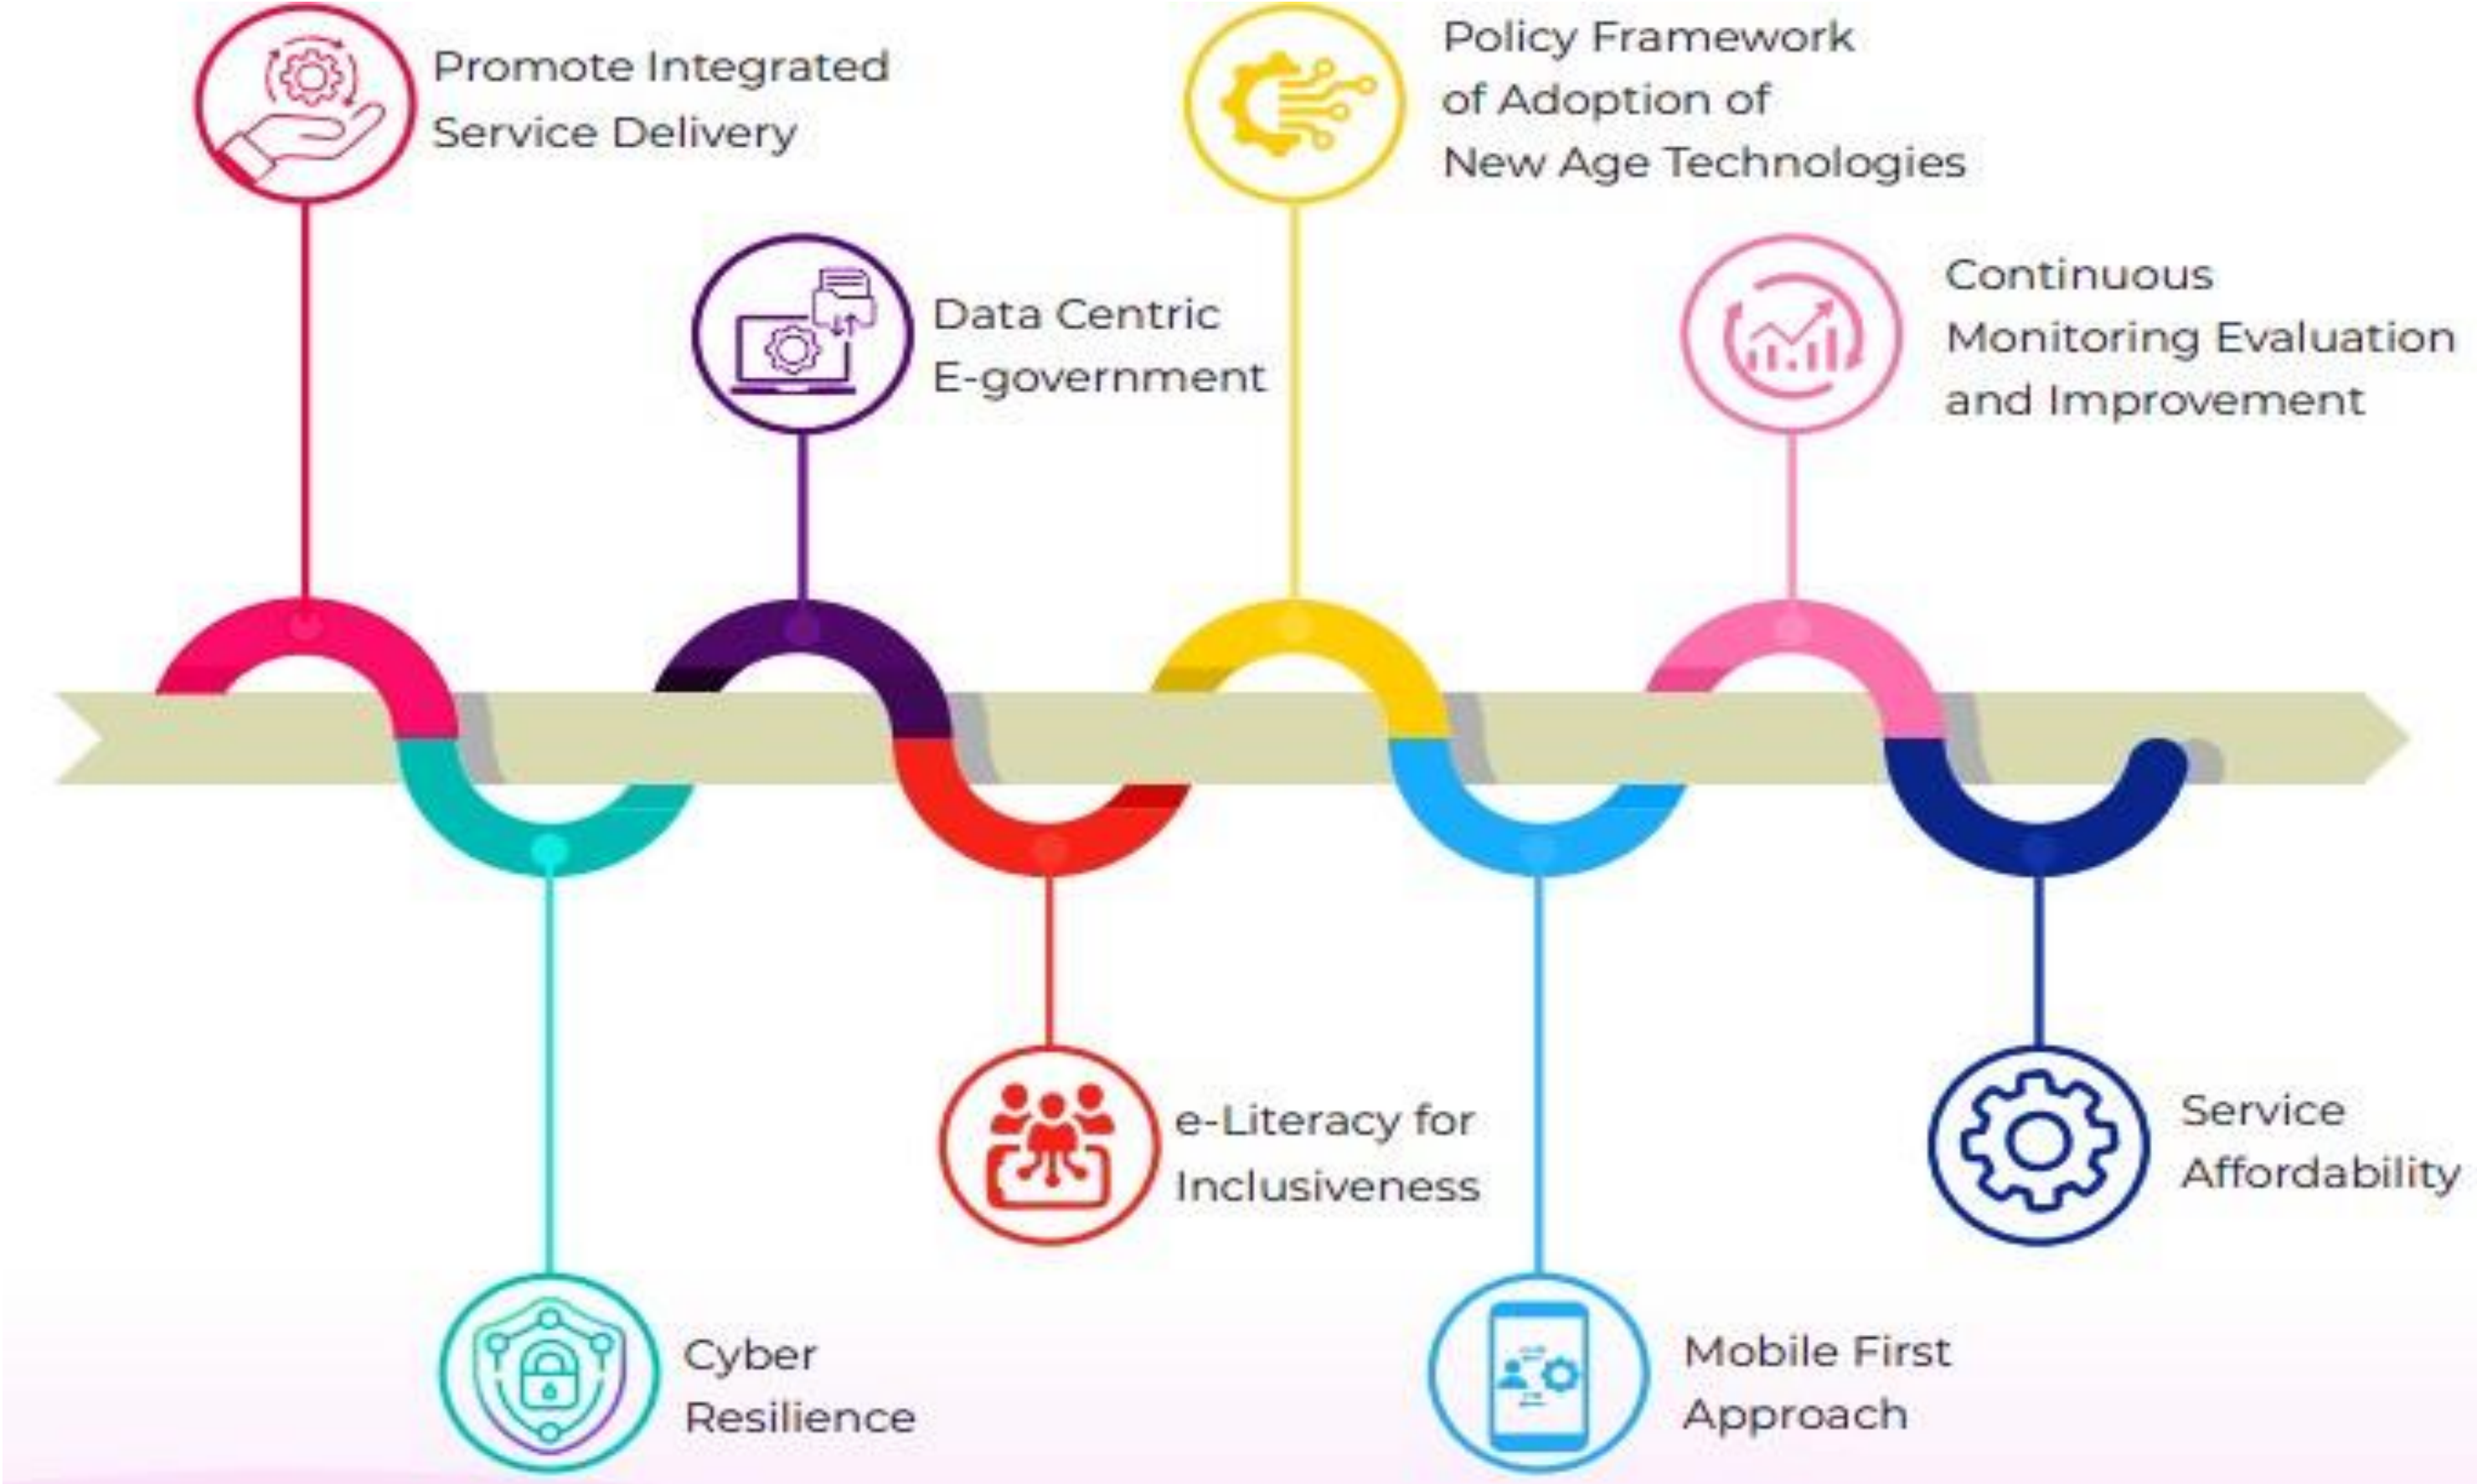 Promote Integrated
Service Delivery
Policy Framework
of Adoption of
New Age Technologies
Data Centric
E-government
Continuous
Monitoring Evaluation
and Improvement
e-Literacy for
Inclusiveness
Service
Affordability
Cyber
Resilience
Mobile First
Approach